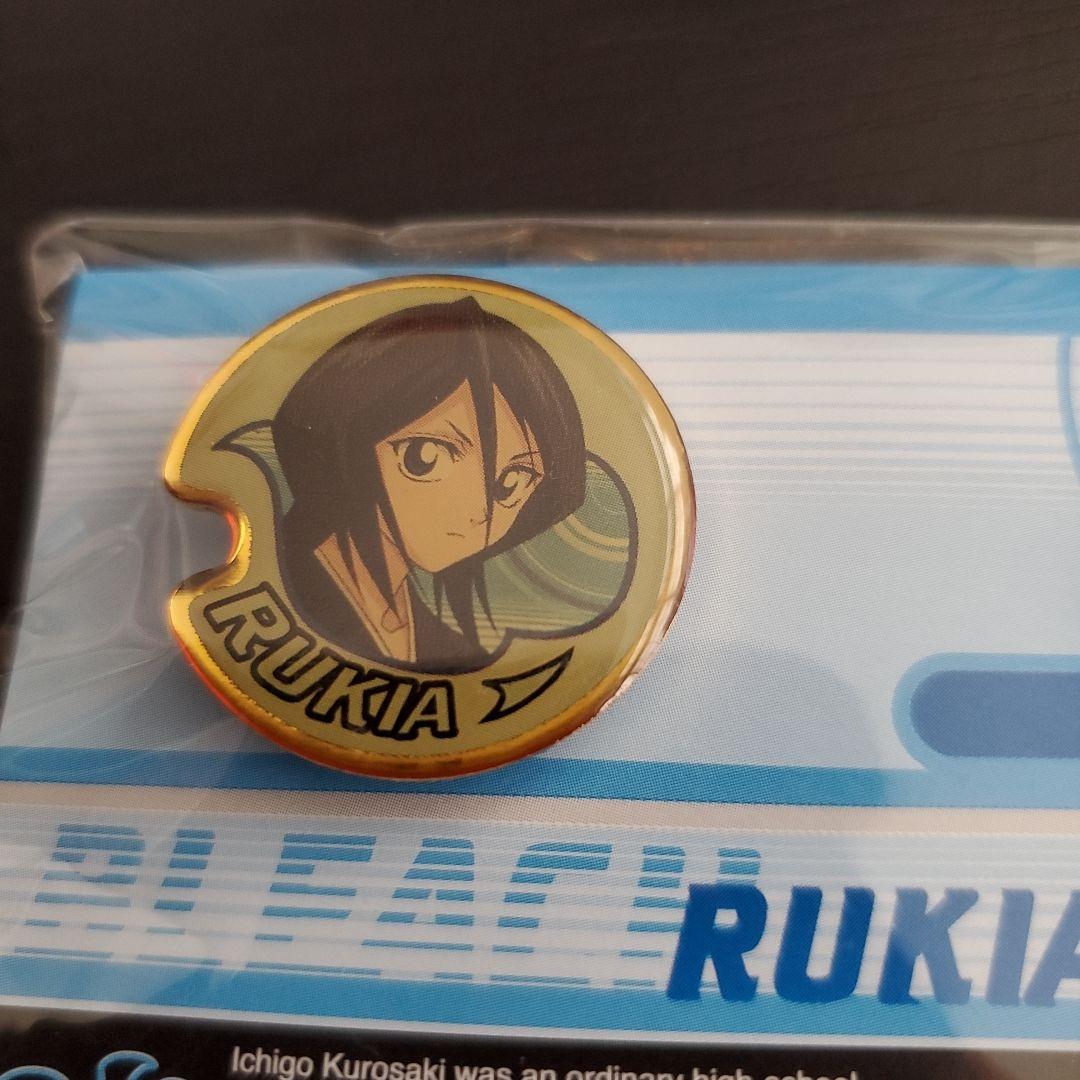 RUKIA
BLEACH
RUKIA
Ichigo Kurosaki was an ordinary high school